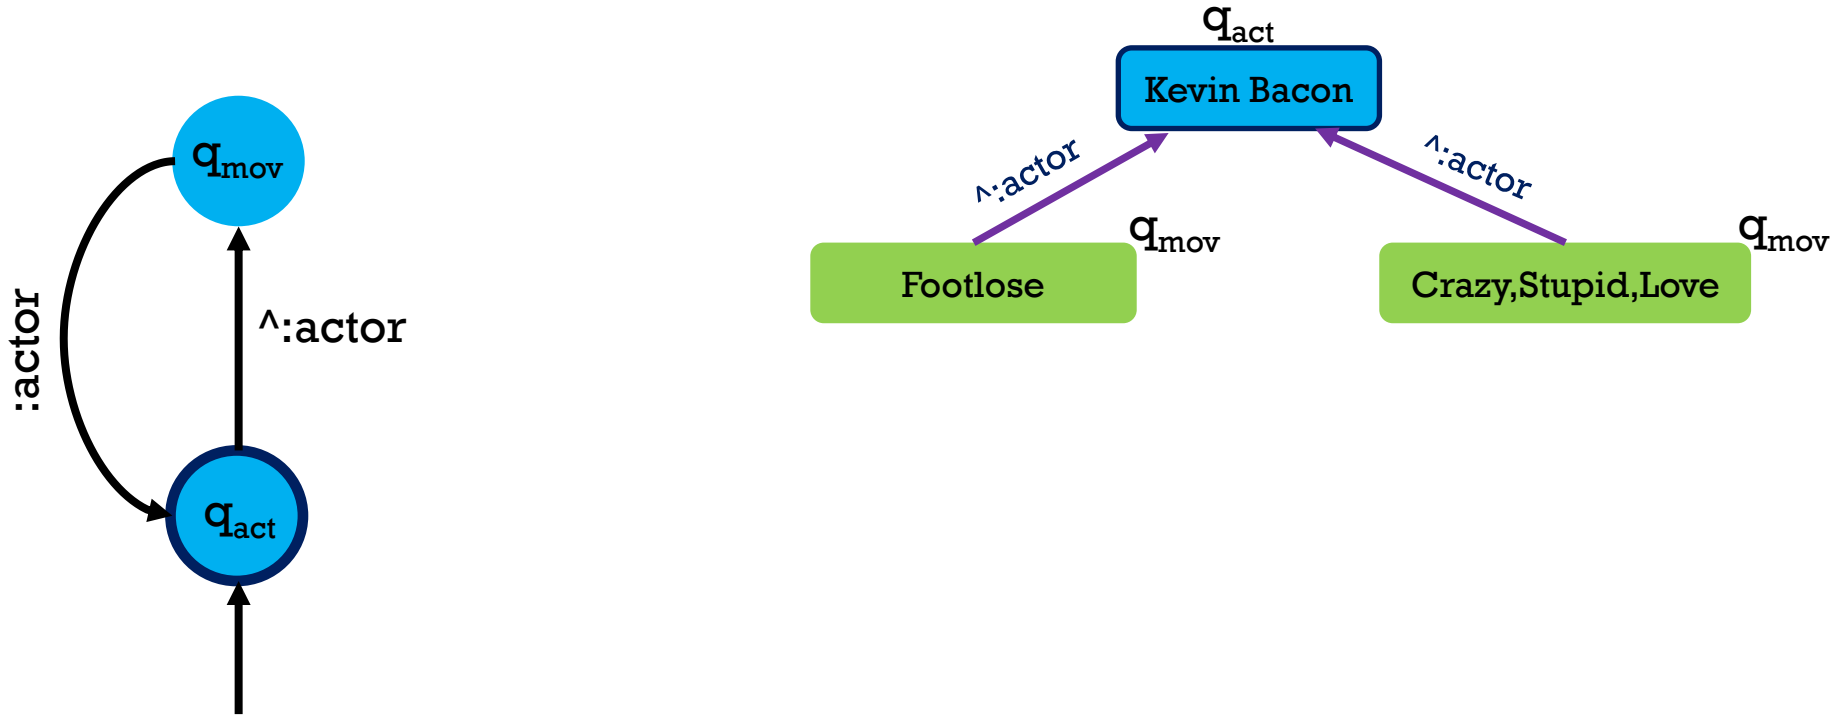 q_mov
:actor
^:actor
q_act
q_act
Kevin Bacon
^:actor
^:actor
q_mov
q_mov
Footlose
Crazy,Stupid,Love